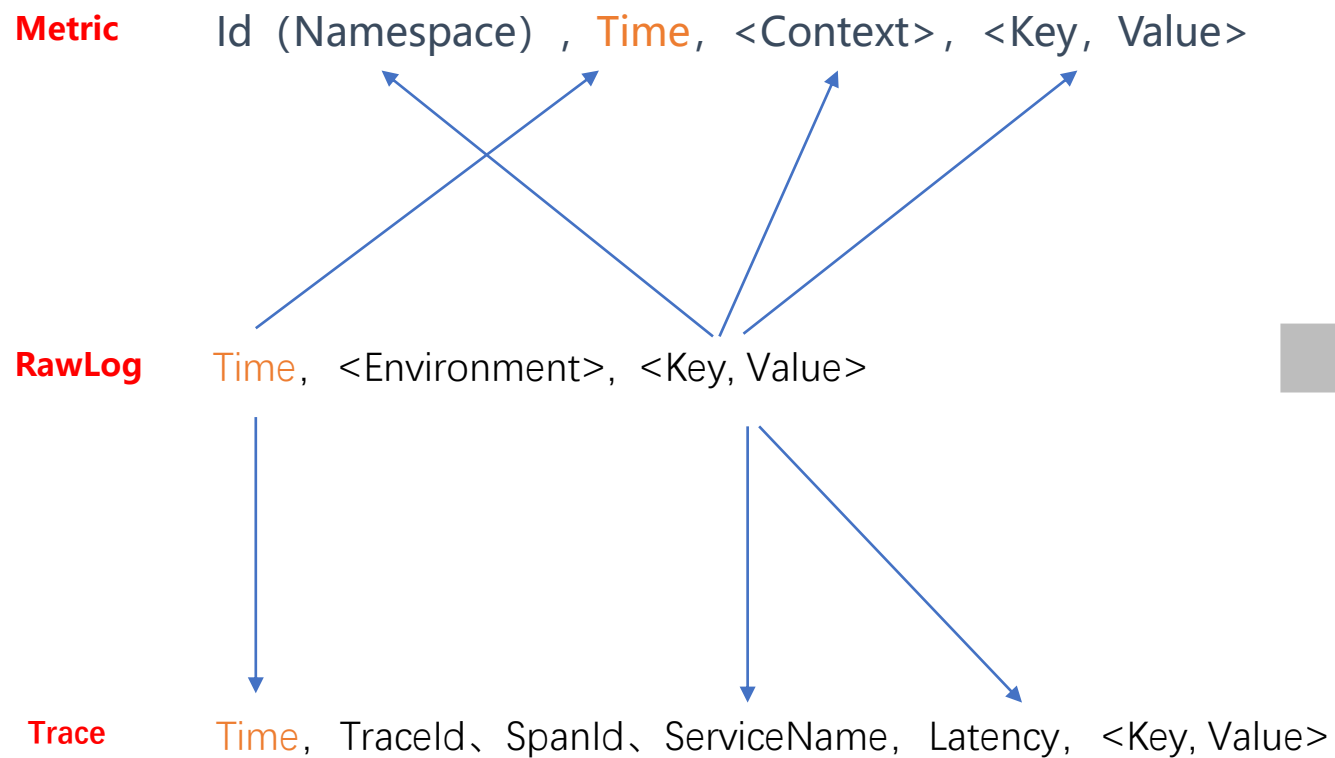 Metric Id（Namespace）, Time, <Context>, <Key, Value>
RawLog Time, <Environment>, <Key, Value>
Trace Time, TraceId、SpanId、ServiceName, Latency, <Key, Value>